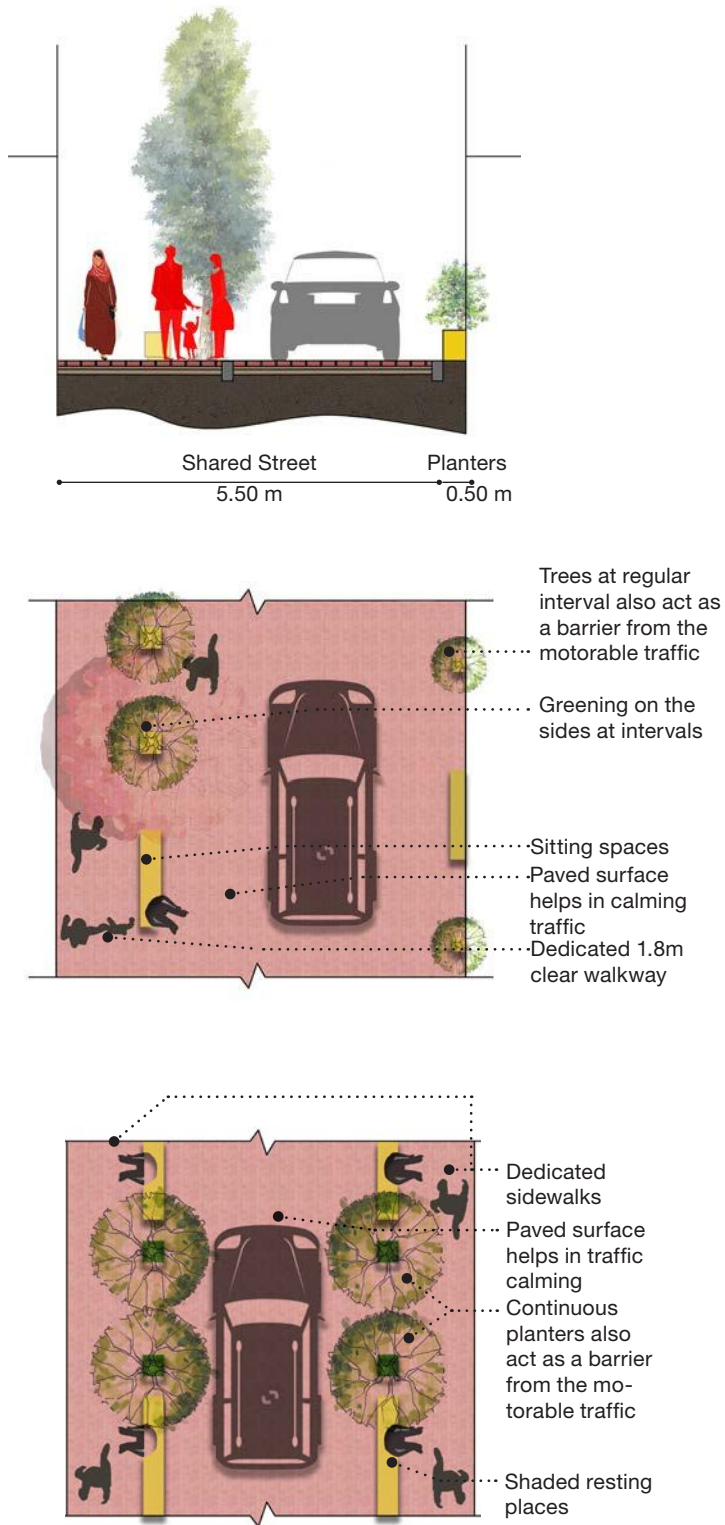 Shared Street
Planters
5.50 m
0.50 m
Trees at regular
interval also act as
a barrier from the
motorable traffic
Greening on the
sides at intervals
Sitting spaces
Paved surface
helps in calming
traffic
Dedicated 1.8m
clear walkway
Dedicated
sidewalks
Paved surface
helps in traffic
calming
Continuous
planters also
act as a barrier
from the mo-
torable traffic
Shaded resting
places